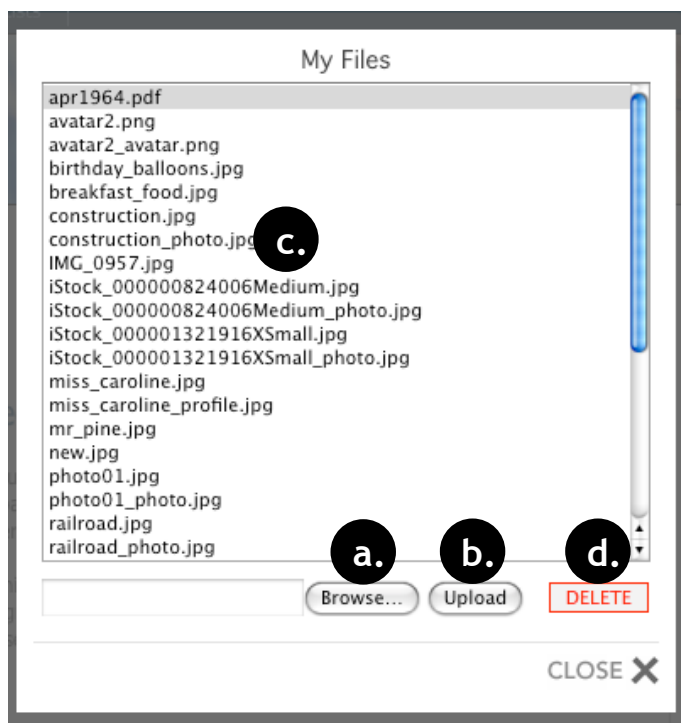 My Files
apr1964.pdf
avatar2.png
avatar2_avatar.png
birthday_balloons.jpg
breakfast_food.jpg
construction.jpg
construction_photo.jpg
c.
IMG_0957.jpg
iStock_000000824006Medium.jpg
iStock_000000824006Medium_photo.jpg
iStock_000001321916XSmall.jpg
iStock_000001321916XSmall_photo.jpg
miss_caroline.jpg
miss_caroline_profile.jpg
mr_pine.jpg
new.jpg
photo01.jpg
photo01_photo.jpg
railroad.jpg
railroad_photo.jpg
a. b. d.
Browse... Upload DELETE
CLOSE